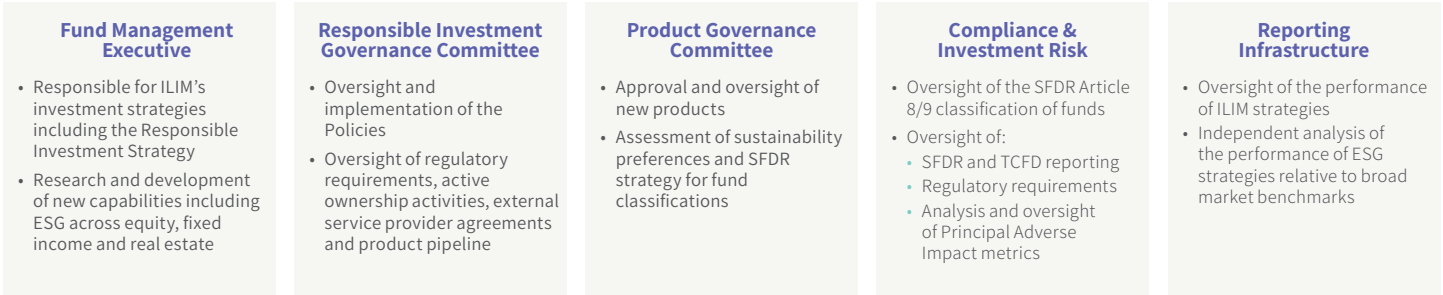 Fund Management
Executive
• Responsible for ILIM's
investment strategies
including the Responsible
Investment Strategy
• Research and development
of new capabilities including
ESG across equity, fixed
income and real estate
Responsible Investment
Governance Committee
• Oversight and
implementation of the
Policies
• Oversight of regulatory
requirements, active
ownership activities, external
service provider agreements
and product pipeline
Product Governance
Committee
• Approval and oversight of
new products
• Assessment of sustainability
preferences and SFDR
strategy for fund
classifications
Compliance &
Investment Risk
• Oversight of the SFDR Article
8/9 classification of funds
• Oversight of:
• SFDR and TCFD reporting
• Regulatory requirements
• Analysis and oversight
of Principal Adverse
Impact metrics
Reporting
Infrastructure
• Oversight of the performance
of ILIM strategies
• Independent analysis of
the performance of ESG
strategies relative to broad
market benchmarks